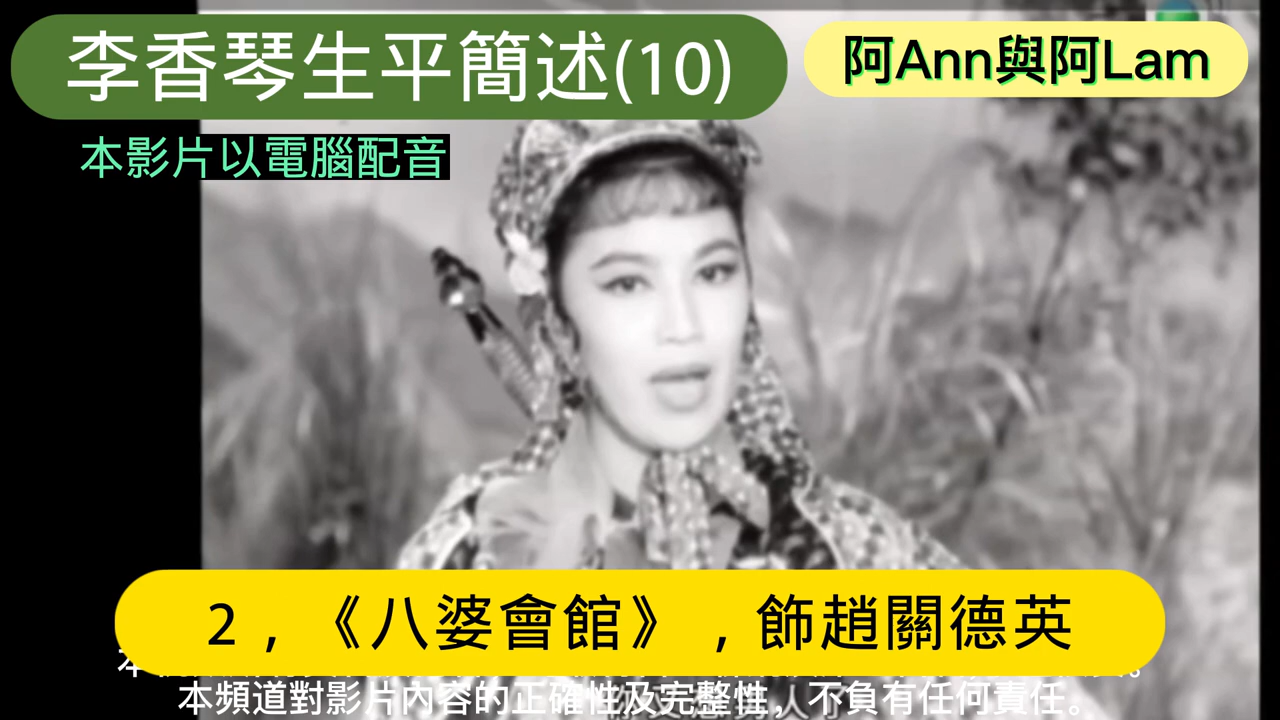 李香琴生平簡述(10)
阿Ann與阿Lam
本影片以電腦配音
2，《八婆會館》，飾趙關德英
本頻道對影片內容的正確性及完整性，不負有任何責任。